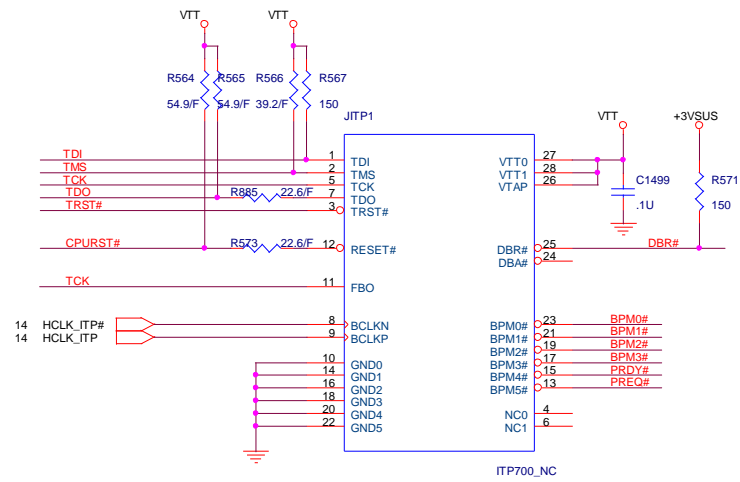 VTT VTT
R564 R565 R566 R567
54.9/F 54.9/F 39.2/F 150
JITP1 VTT +3VSUS
TDI 1 TDI VTT0 27
TMS 2 TMS VTT1 28
TCK 5 TCK VTAP 26
C1499 R571
TDO R885 22.6/F 7 TDO
.1U 150
TRST# 3 TRST#
CPURST# R573 22.6/F 12 RESET# DBR# 25 DBR#
DBA# 24
TCK 11 FBO
14 HCLK_ITP# 8 BCLKN BPM0# 23 BPM0#
14 HCLK_ITP 9 BCLKP BPM1# 21 BPM1#
BPM2# 19 BPM2#
10 GND0 BPM3# 17 BPM3#
14 GND1 BPM4# 15 PRDY#
16 GND2 BPM5# 13 PREQ#
18 GND3
20 GND4 NC0 4
22 GND5 NC1 6
ITP700_NC